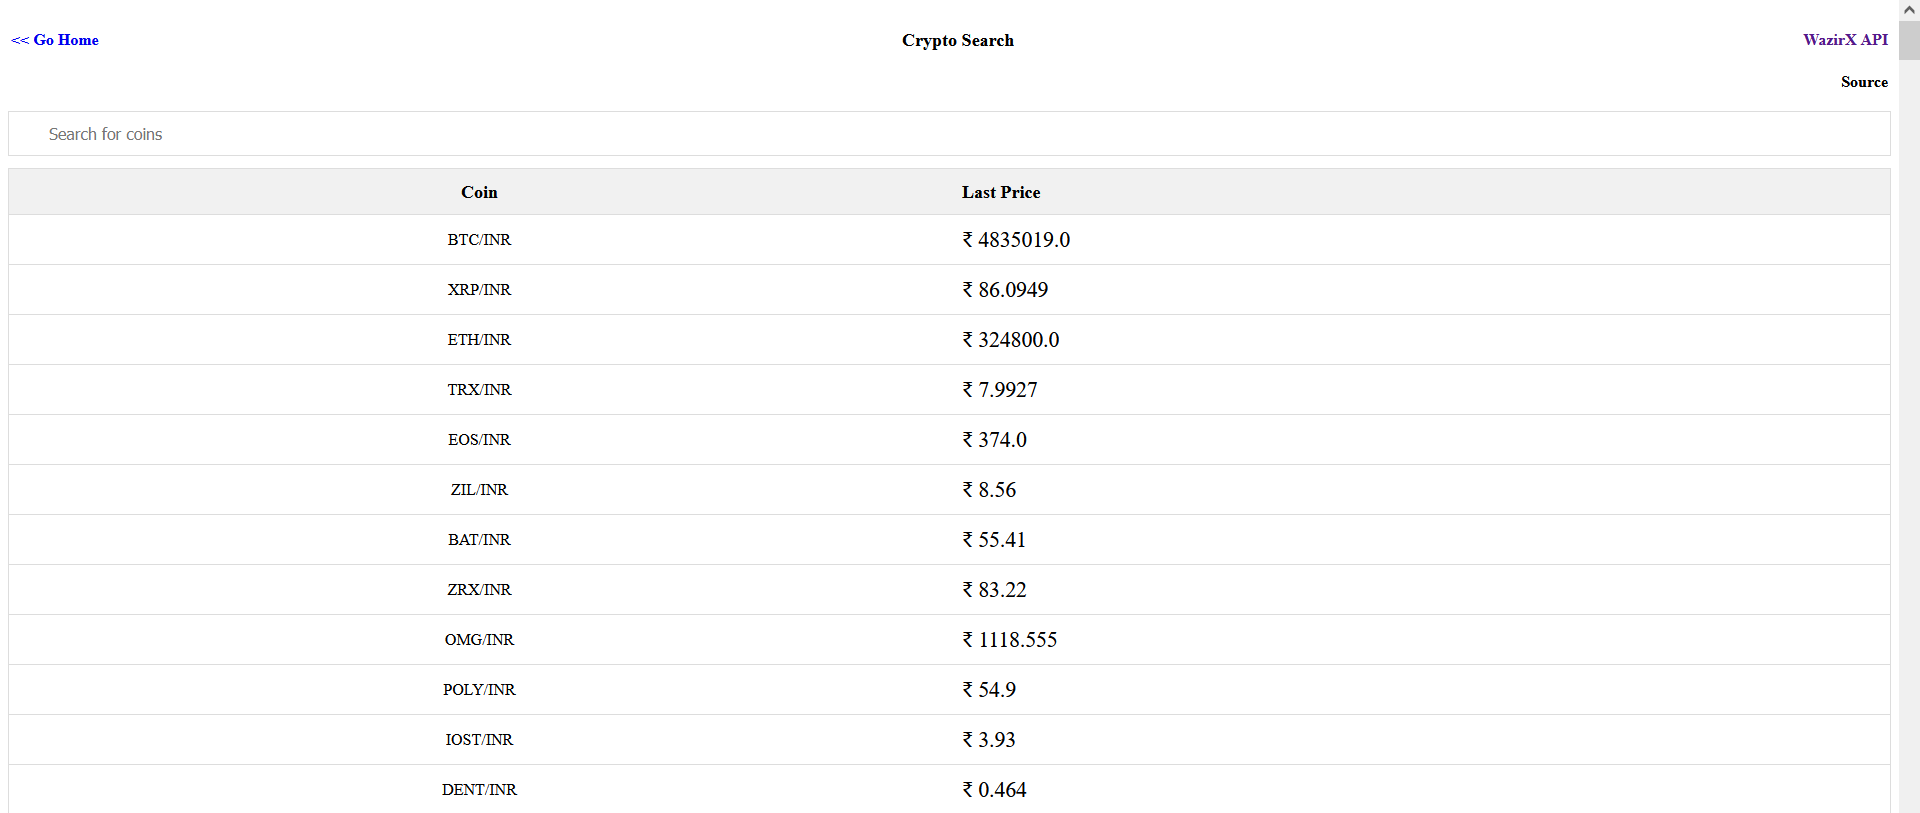 << Go Home Crypto Search WazirX API
Source
Search for coins
Coin Last Price
BTC/INR ₹ 4835019.0
XRP/INR ₹ 86.0949
ETH/INR ₹ 324800.0
TRX/INR ₹ 7.9927
EOS/INR ₹ 374.0
ZIL/INR ₹ 8.56
BAT/INR ₹ 55.41
ZRX/INR ₹ 83.22
OMG/INR ₹ 1118.555
POLY/INR ₹ 54.9
IOST/INR ₹ 3.93
DENT/INR ₹ 0.464